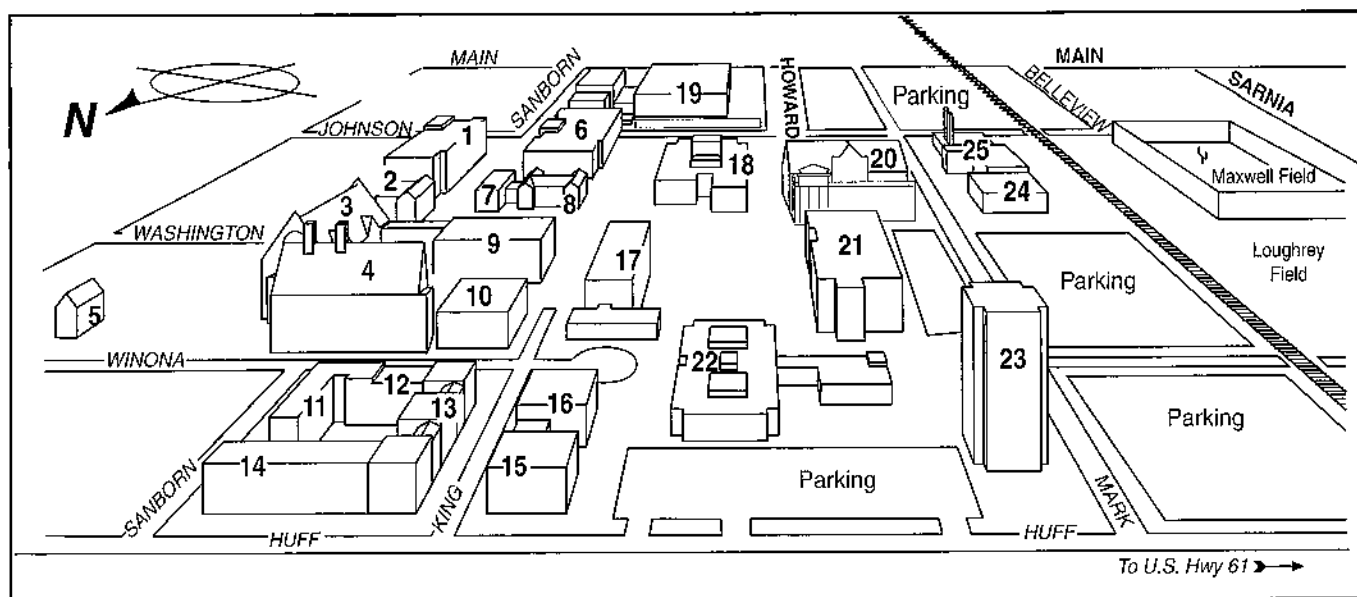 MAIN
SANBORN
HOWARD
MAIN
BELLEVIEW
SARNIA
N
JOHNSON
19
Parking
1
6
18
20
25
24
Maxwell Field
2
7
8
3
WASHINGTON
9
4
17
21
Loughrey
Field
Parking
10
5
WINONA
22
23
12
11
13
16
Parking
14
15
Parking
SANBORN
KING
MARK
HUFF
HUFF
To U.S. Hwy 61